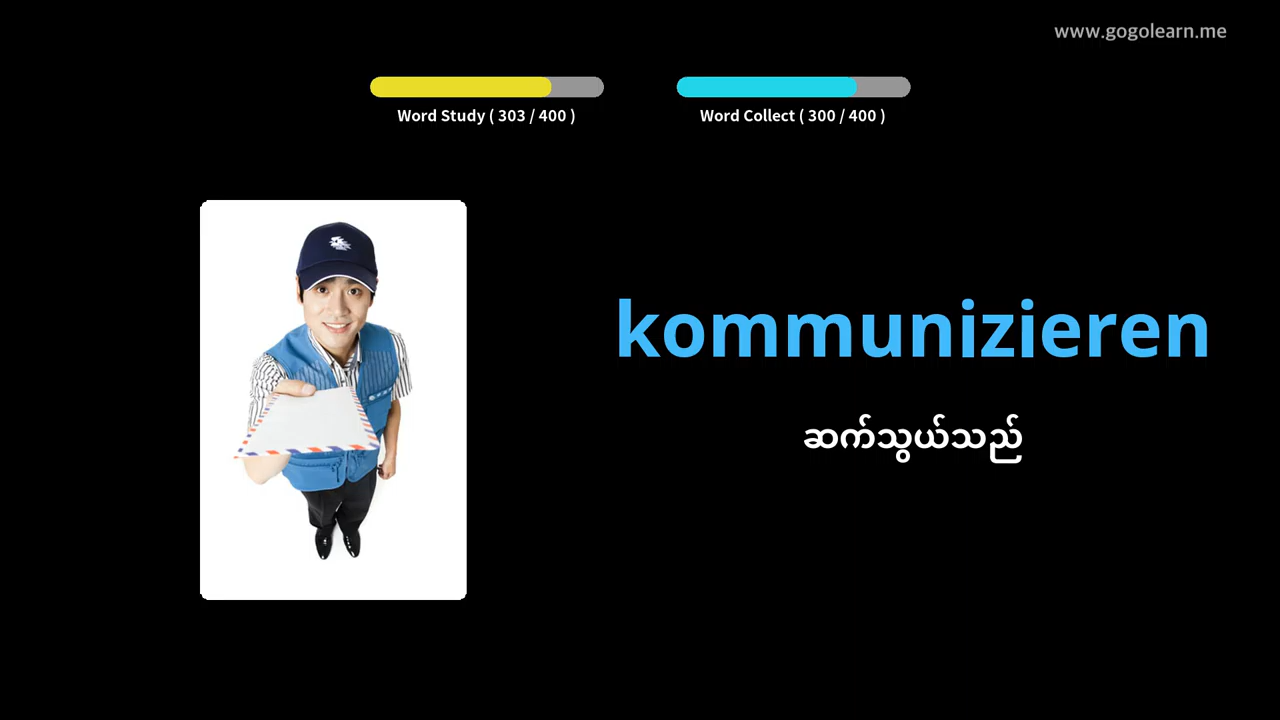 www.gogolearn.me
Word Study ( 303 / 400 )
Word Collect ( 300 / 400 )
kommunizieren
ဆက်သွယ်သည်